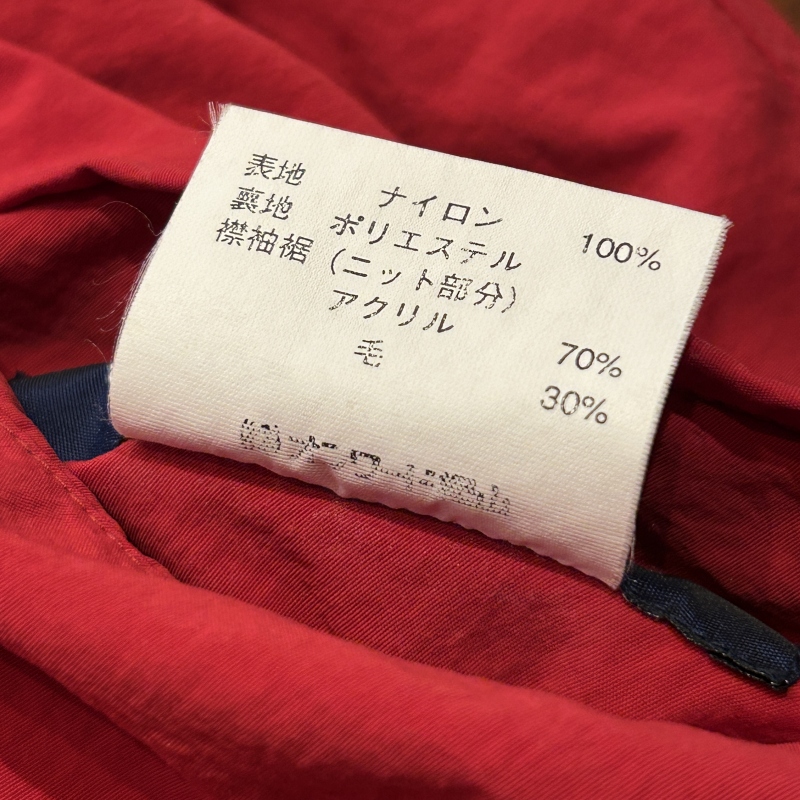 表地 ナイロン 100%
裏地 ポリエステル
襟袖裾 (ニット部分)
アクリル 70%
毛 30%